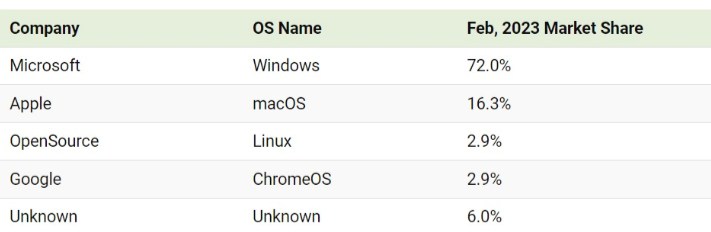 Company OS Name Feb, 2023 Market Share
Microsoft Windows 72.0%
Apple macOS 16.3%
OpenSource Linux 2.9%
Google ChromeOS 2.9%
Unknown Unknown 6.0%